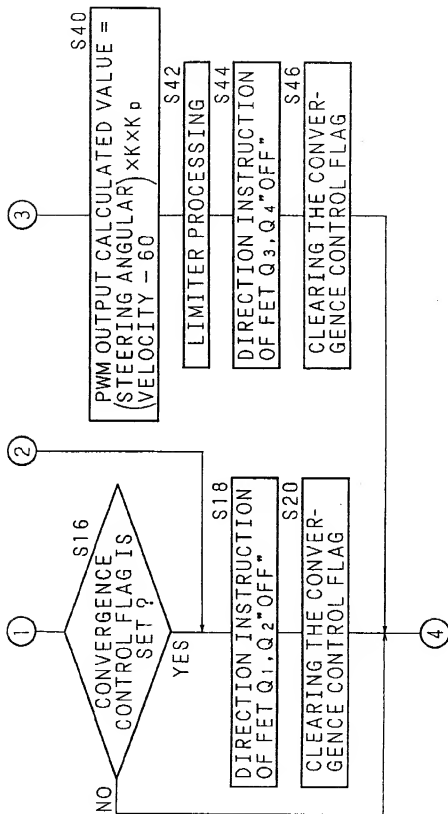 1
S16
CONVERGENCE
CONTROL FLAG IS
SET ?
NO
YES
2
S18
DIRECTION INSTRUCTION
OF FET Q1,Q2"OFF"
S20
CLEARING THE CONVER-
GENCE CONTROL FLAG
3
S40
PWM OUTPUT CALCULATED VALUE =
(STEERING ANGULAR
VELOCITY - 60) ×K×Kp
S42
LIMITER PROCESSING
S44
DIRECTION INSTRUCTION
OF FET Q3,Q4"OFF"
S46
CLEARING THE CONVER-
GENCE CONTROL FLAG
4